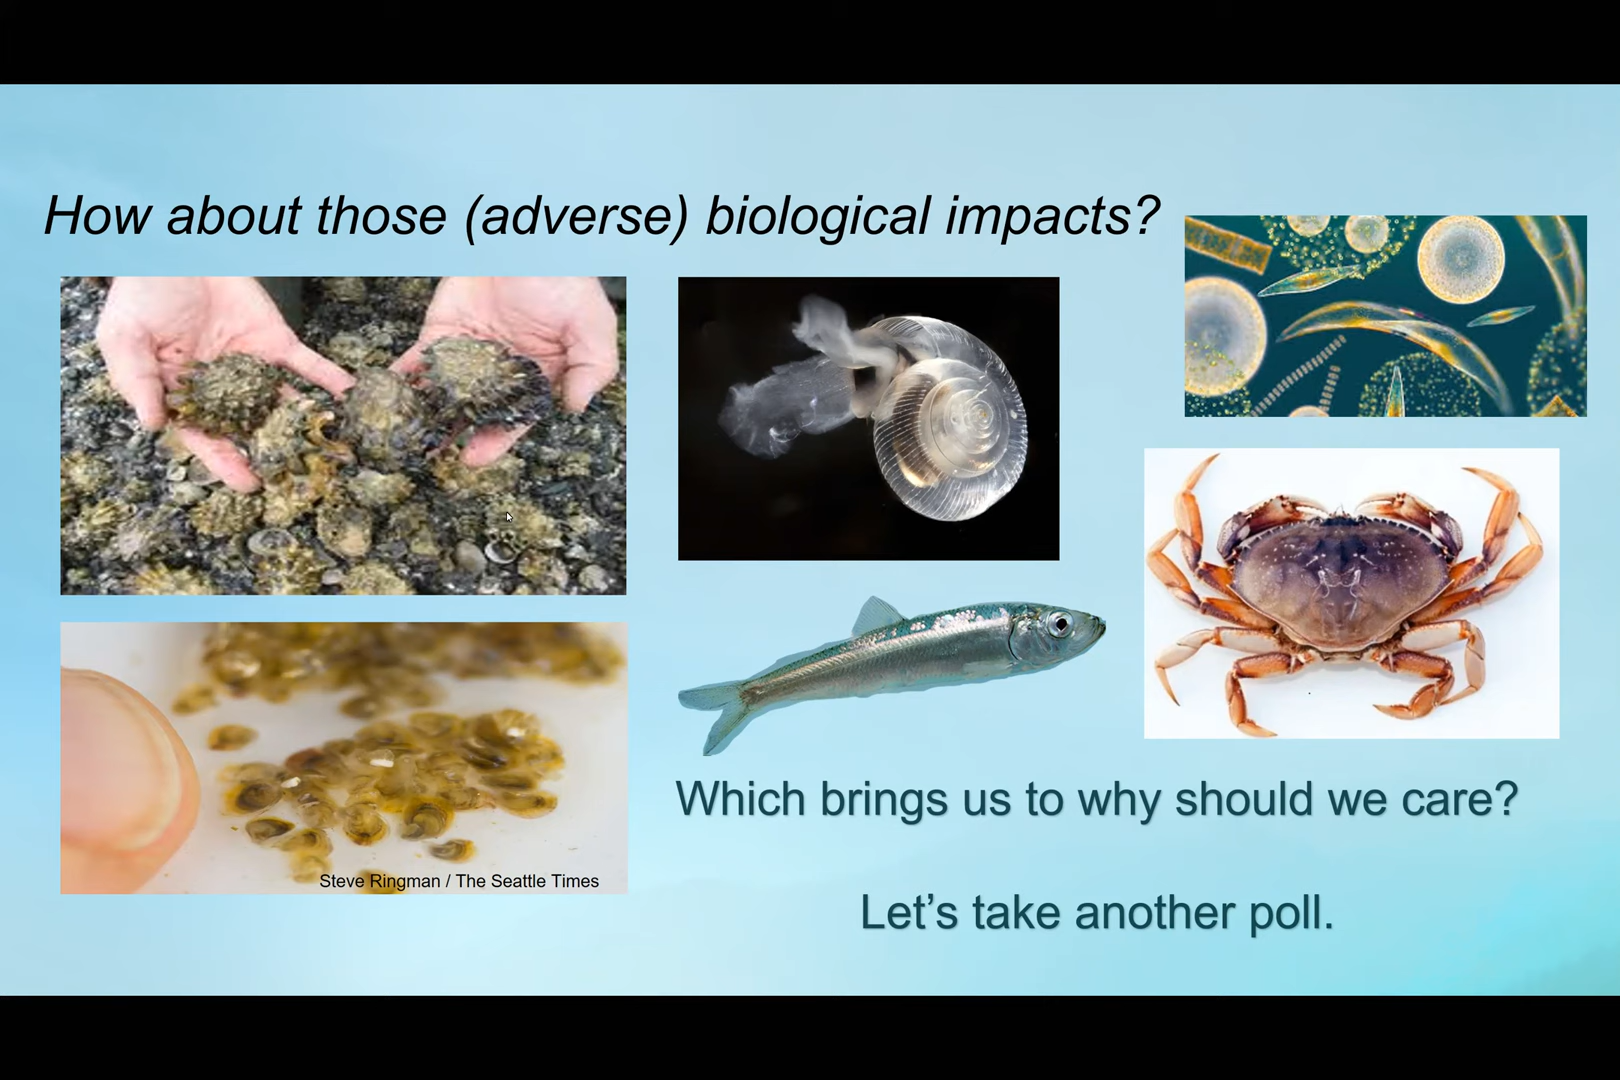 How about those (adverse) biological impacts?
Steve Ringman / The Seattle Times
Which brings us to why should we care?
Let’s take another poll.